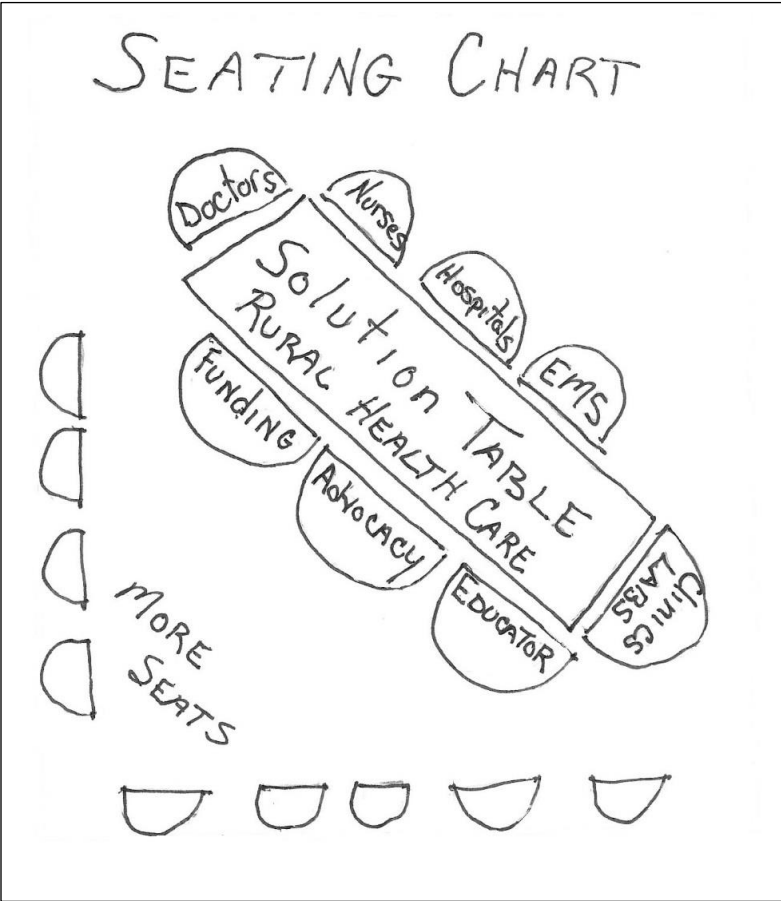 SEATING CHART
Doctors
Nurses
Hospitals
EMS
Solution TABLE
RURAL HEALTH CARE
FUNDING
ADVOCACY
EDUCATOR
Clinics
LABS
MORE
SEATS